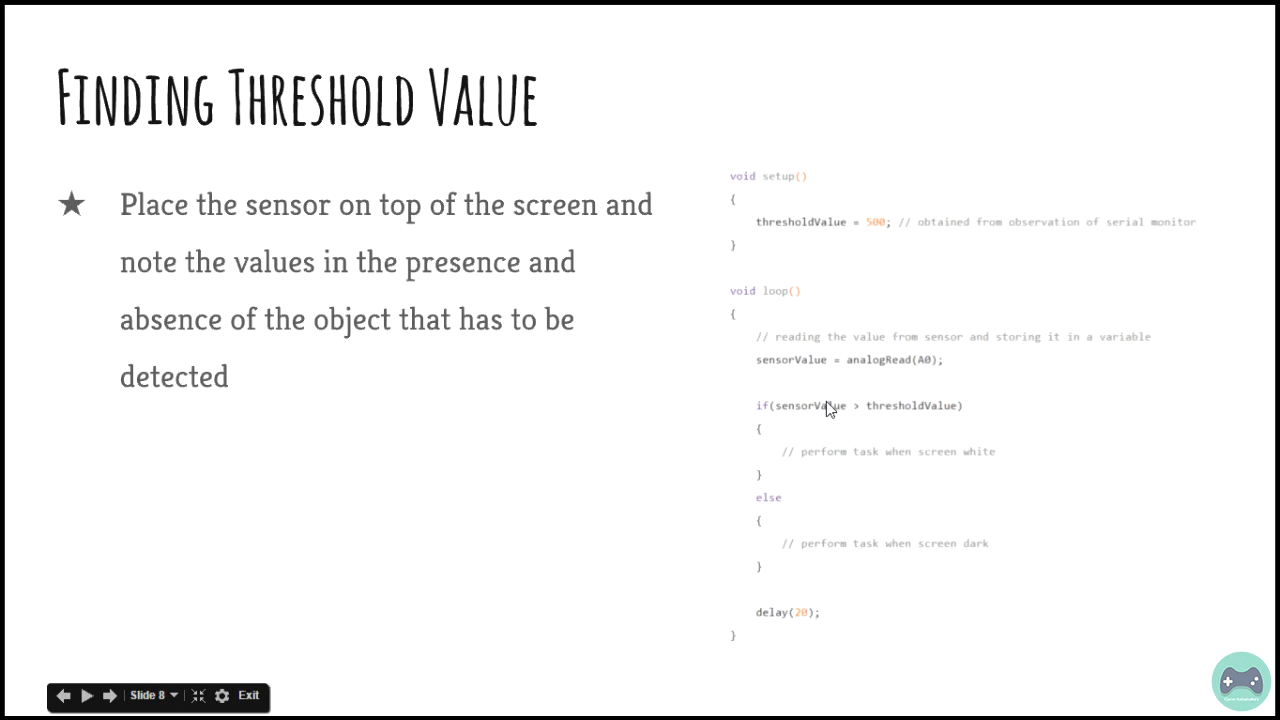 Finding Threshold Value
★ Place the sensor on top of the screen and
note the values in the presence and
absence of the object that has to be
detected
void setup()
{
thresholdValue = 500; // obtained from observation of serial monitor
}
void loop()
{
// reading the value from sensor and storing it in a variable
sensorValue = analogRead(A0);
if(sensorValue > thresholdValue)
{
// perform task when screen white
}
else
{
// perform task when screen dark
}
delay(20);
}
Slide 8
Exit